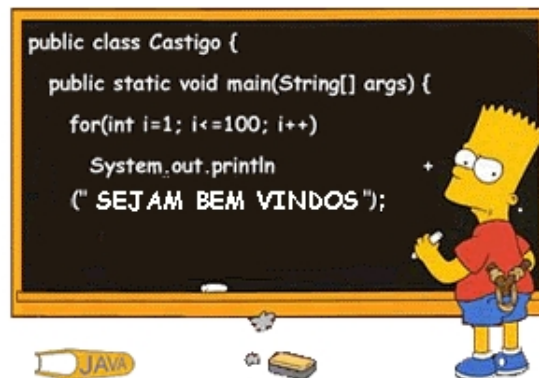 public class Castigo {
public static void main(String[] args) {
for(int i=1; i<=100; i++)
System.out.println +
(" SEJAM BEM VINDOS");
JAVA